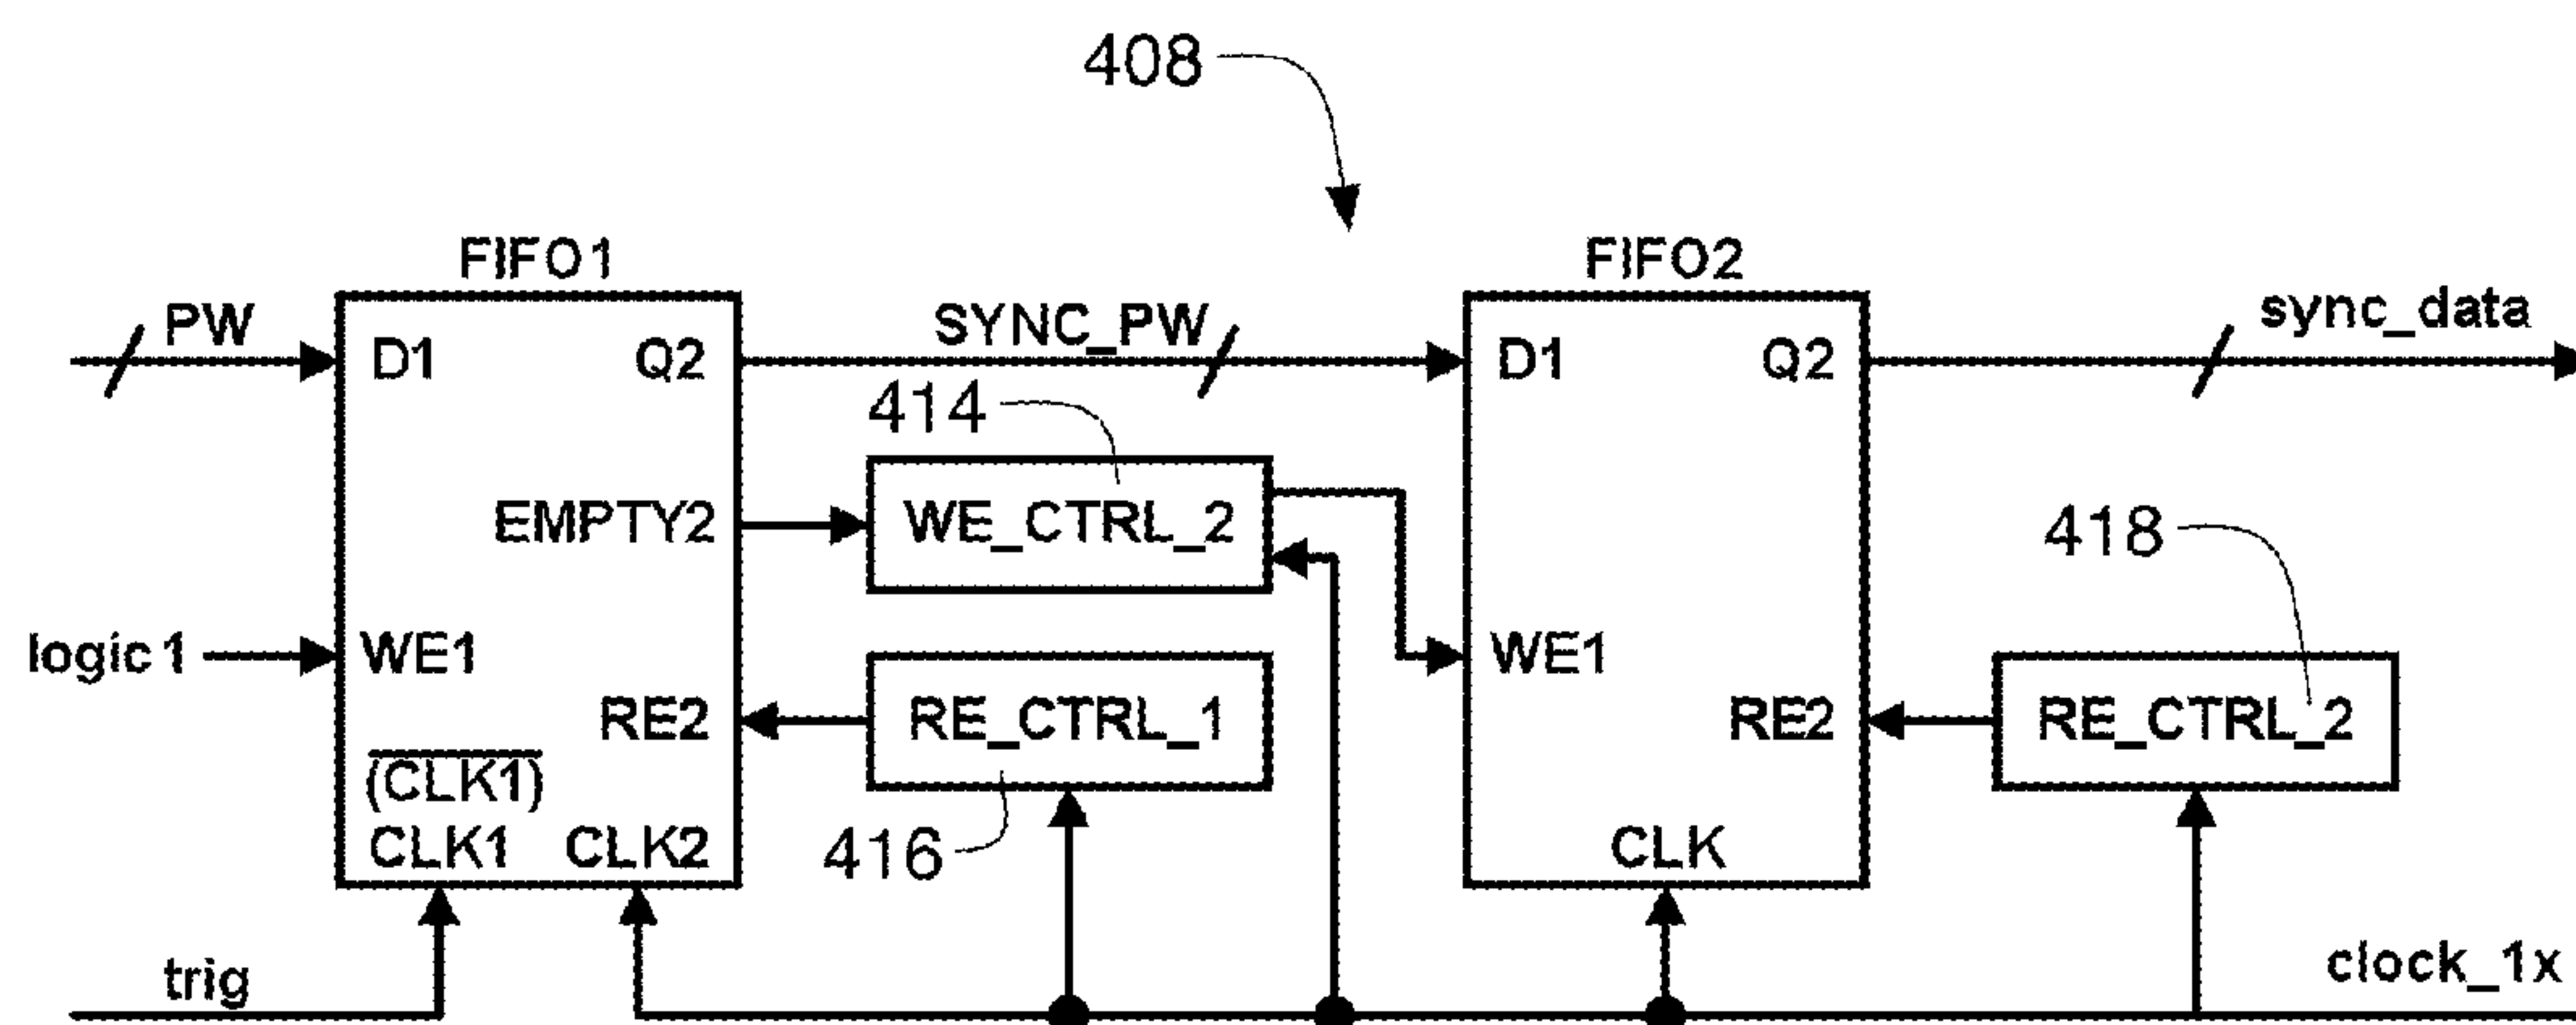 408
FIFO1
FIFO2
PW
SYNC_PW
sync_data
D1
Q2
D1
Q2
414
EMPTY2
WE_CTRL_2
418
logic1
WE1
WE1
RE2
RE_CTRL_1
RE2
RE_CTRL_2
(CLK1)
CLK1
CLK2
416
CLK
trig
clock_1x